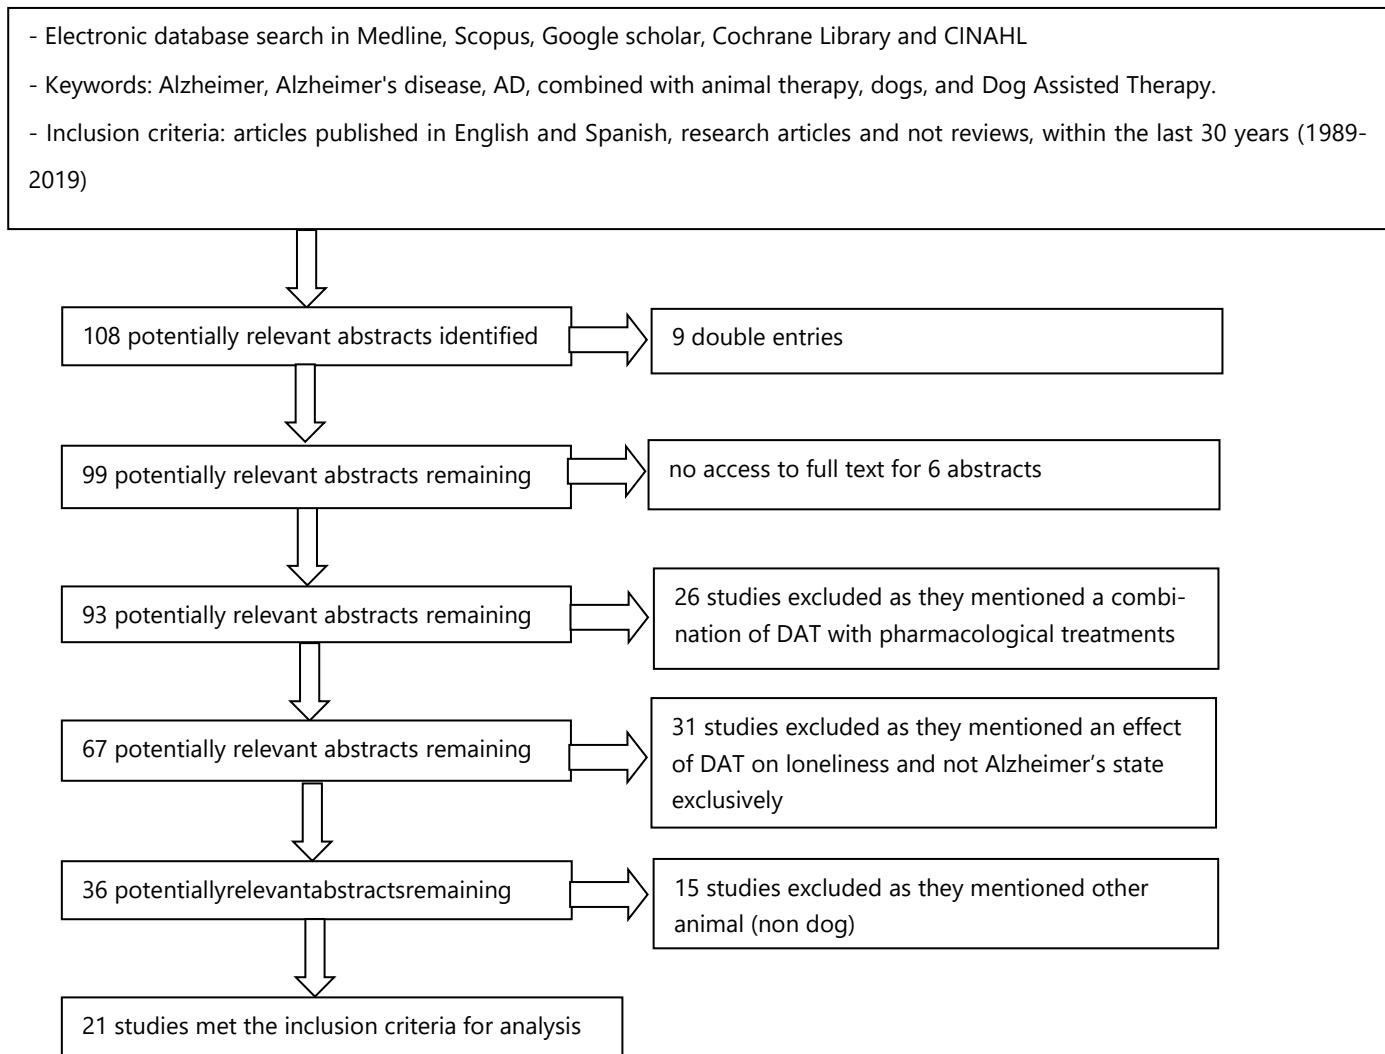 - Electronic database search in Medline, Scopus, Google scholar, Cochrane Library and CINAHL
- Keywords: Alzheimer, Alzheimer's disease, AD, combined with animal therapy, dogs, and Dog Assisted Therapy.
- Inclusion criteria: articles published in English and Spanish, research articles and not reviews, within the last 30 years (1989-
2019)
108 potentially relevant abstracts identified
9 double entries
99 potentially relevant abstracts remaining
no access to full text for 6 abstracts
93 potentially relevant abstracts remaining
26 studies excluded as they mentioned a combi-
nation of DAT with pharmacological treatments
67 potentially relevant abstracts remaining
31 studies excluded as they mentioned an effect
of DAT on loneliness and not Alzheimer’s state
exclusively
36 potentiallyrelevantabstractsremaining
15 studies excluded as they mentioned other
animal (non dog)
21 studies met the inclusion criteria for analysis